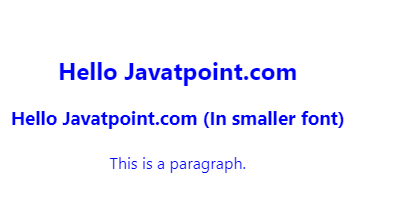 Hello Javatpoint.com
Hello Javatpoint.com (In smaller font)
This is a paragraph.